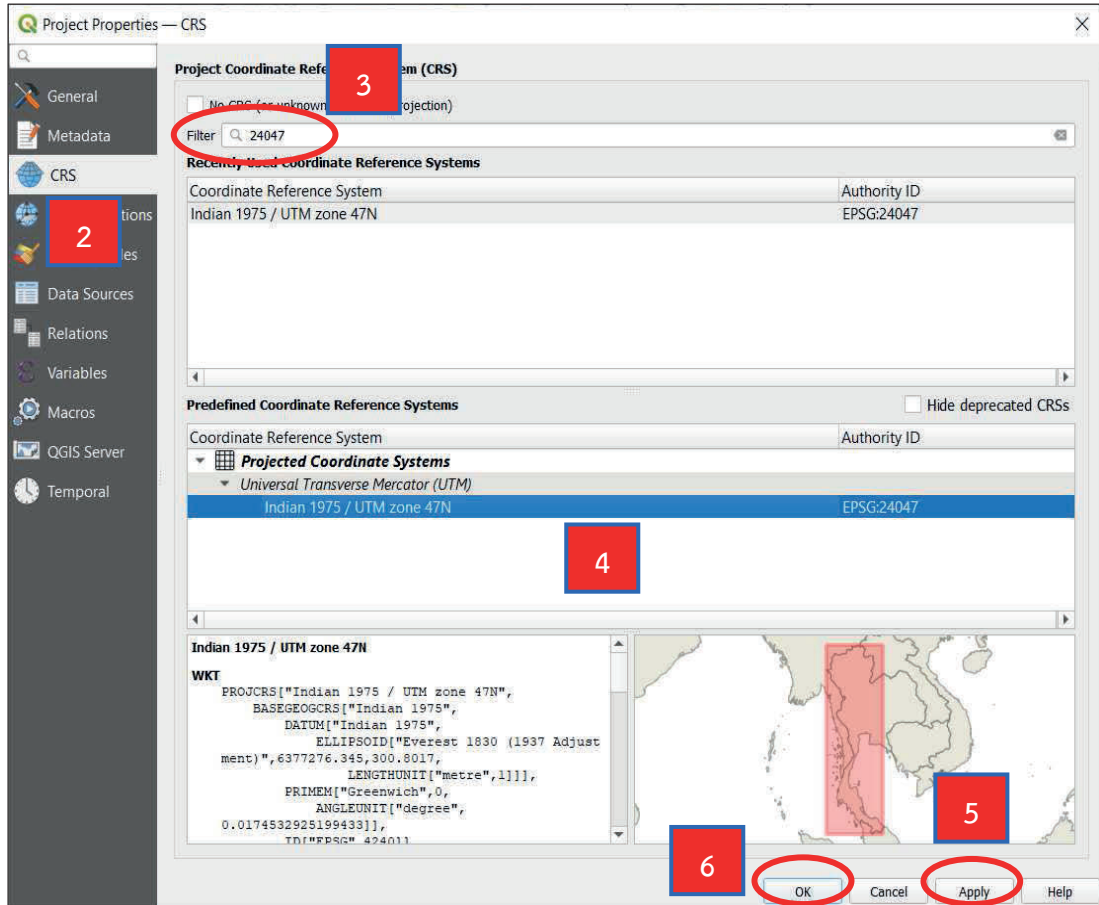 Project Properties — CRS
Project Coordinate Refe em (CRS)
3
General
No CRS (or unknown rojection)
Metadata
Filter 24047
CRS
Recently Used Coordinate Reference Systems
Coordinate Reference System Authority ID
Indian 1975 / UTM zone 47N EPSG:24047
tions
2
les
Data Sources
Relations
Variables
Macros
QGIS Server
Temporal
Predefined Coordinate Reference Systems Hide deprecated CRSs
Coordinate Reference System Authority ID
Projected Coordinate Systems
Universal Transverse Mercator (UTM)
Indian 1975 / UTM zone 47N EPSG:24047
4
Indian 1975 / UTM zone 47N
WKT
PROJCRS["Indian 1975 / UTM zone 47N",
BASEGEOGCRS["Indian 1975",
DATUM["Indian 1975",
ELLIPSOID["Everest 1830 (1937 Adjust
ment)",6377276.345,300.8017,
LENGTHUNIT["metre",1]]],
PRIMEM["Greenwich",0,
ANGLEUNIT["degree",
0.0174532925199433]],
ID["EPSG",4240]]
5
6
OK Cancel Apply Help